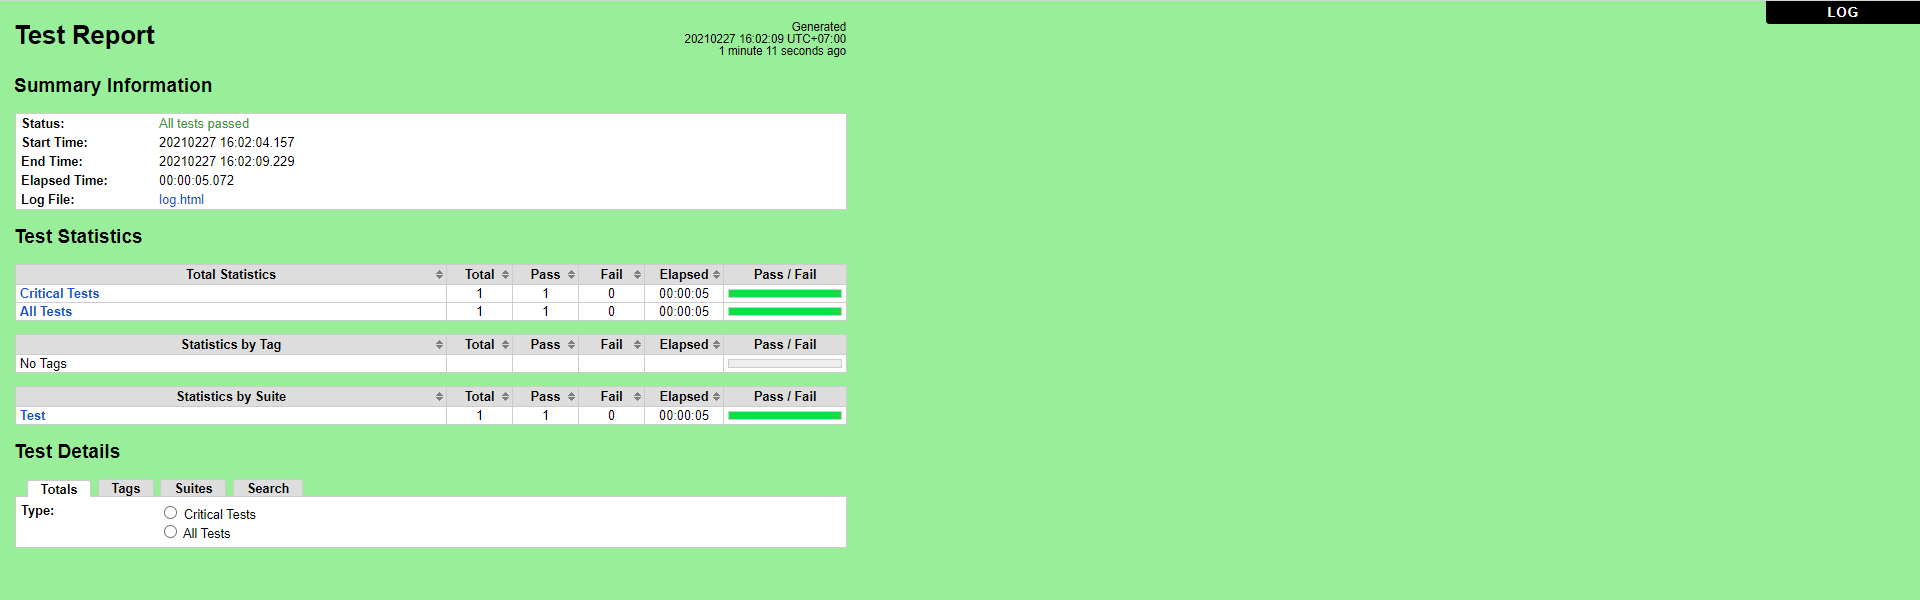 LOG
Test Report
Generated
20210227 16:02:09 UTC+07:00
1 minute 11 seconds ago
Summary Information
Status: All tests passed
Start Time: 20210227 16:02:04.157
End Time: 20210227 16:02:09.229
Elapsed Time: 00:00:05.072
Log File: log.html
Test Statistics
Total Statistics Total Pass Fail Elapsed Pass / Fail
Critical Tests 1 1 0 00:00:05
All Tests 1 1 0 00:00:05
Statistics by Tag Total Pass Fail Elapsed Pass / Fail
No Tags
Statistics by Suite Total Pass Fail Elapsed Pass / Fail
Test 1 1 0 00:00:05
Test Details
Totals Tags Suites Search
Type: Critical Tests
All Tests